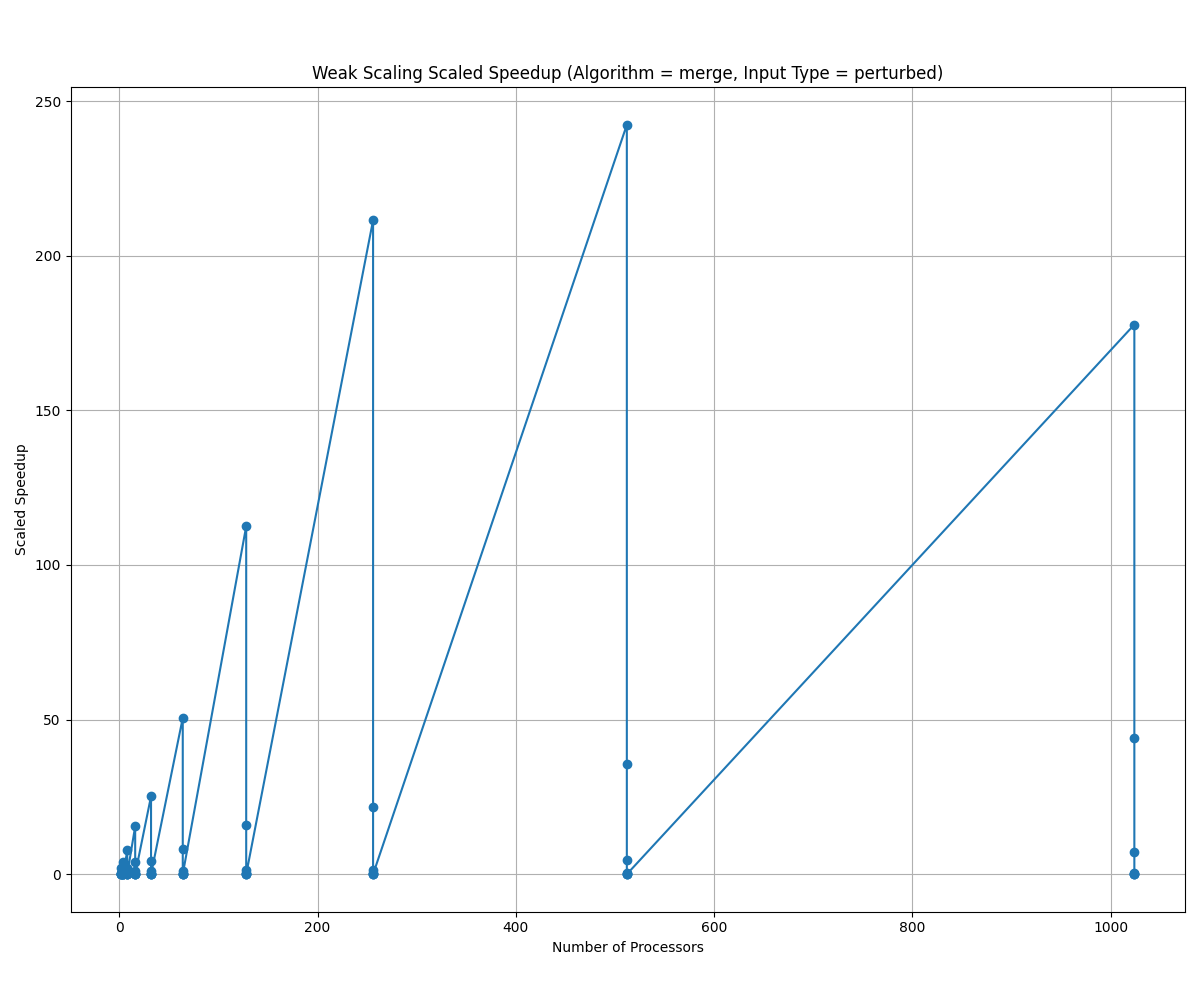 Weak Scaling Scaled Speedup (Algorithm = merge, Input Type = perturbed)
250
200
150
100
50
0
Scaled Speedup
0 200 400 600 800 1000
Number of Processors